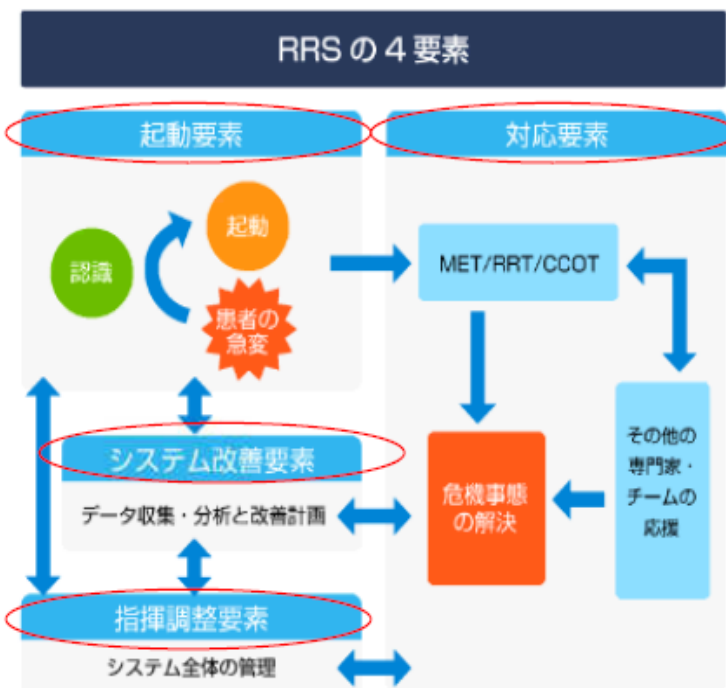 RRSの4要素
起動要素
対応要素
起動
認識
患者の
急変
MET/RRT/CCOT
システム改善要素
データ収集・分析と改善計画
危機事態
の解決
その他の
専門家・
チームの
応援
指揮調整要素
システム全体の管理